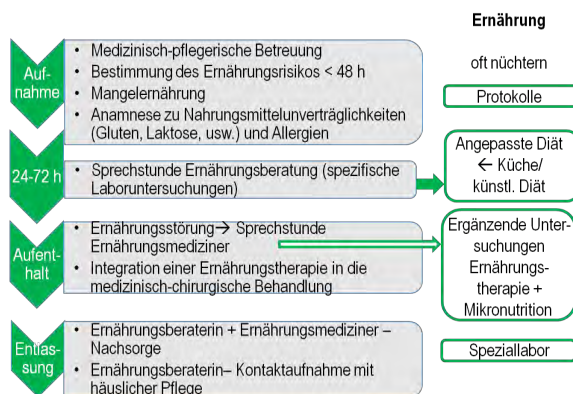 Ernährung
Auf-
nahme
• Medizinisch-pflegerische Betreuung
• Bestimmung des Ernährungsrisikos < 48 h
• Mangelernährung
• Anamnese zu Nahrungsmittelunverträglichkeiten
(Gluten, Laktose, usw.) und Allergien
oft nüchtern
Protokolle
24-72 h
• Sprechstunde Ernährungsberatung (spezifische
Laboruntersuchungen)
Angepasste Diät
← Küche/
künstl. Diät
Aufent-
halt
• Ernährungsstörung→ Sprechstunde
Ernährungsmediziner
• Integration einer Ernährungstherapie in die
medizinisch-chirurgische Behandlung
Ergänzende Unter-
suchungen
Ernährungs-
therapie +
Mikronutrition
Entlas-
sung
• Ernährungsberaterin + Ernährungsmediziner –
Nachsorge
• Ernährungsberaterin– Kontaktaufnahme mit
häuslicher Pflege
Speziallabor